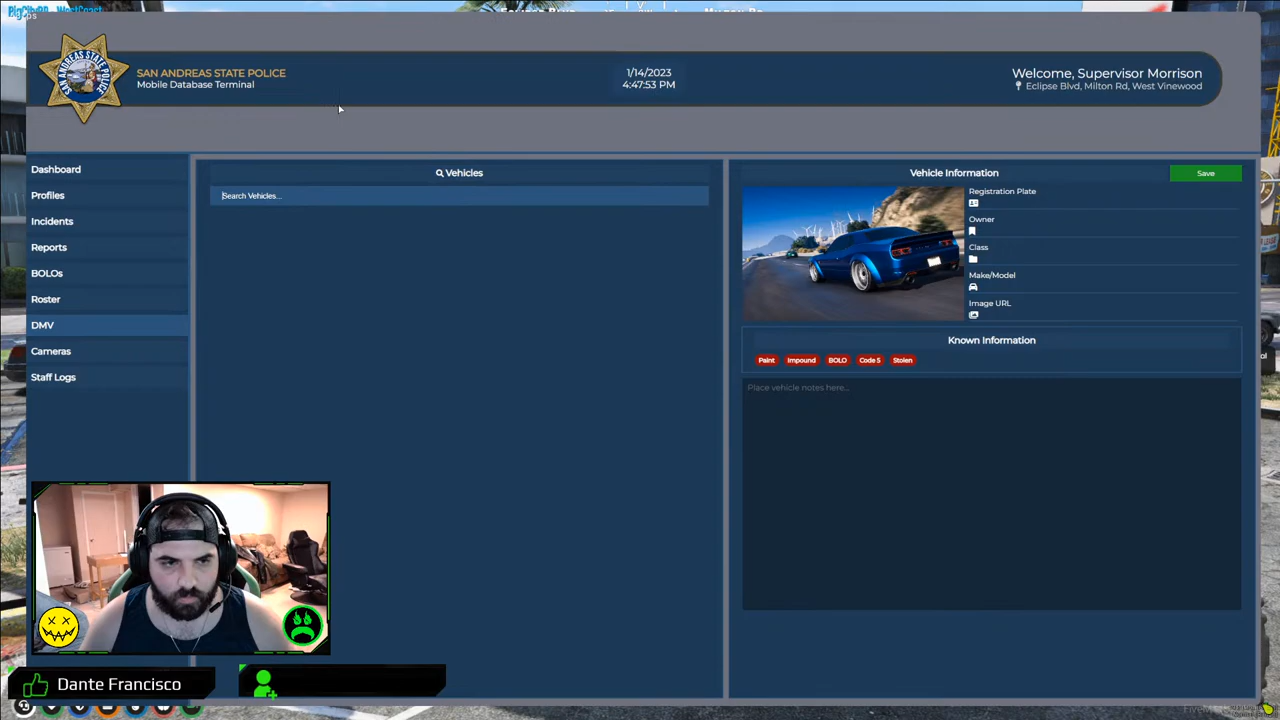 BigCityRP WestCoast
SAN ANDREAS STATE POLICE
Mobile Database Terminal
1/14/2023
4:47:53 PM
Welcome, Supervisor Morrison
Eclipse Blvd, Milton Rd, West Vinewood
Dashboard
Profiles
Incidents
Reports
BOLOs
Roster
DMV
Cameras
Staff Logs
Vehicles
Search Vehicles...
Vehicle Information
Save
Registration Plate
Owner
Class
Make/Model
Image URL
Known Information
Paint
Impound
BOLO
Code 5
Stolen
Place vehicle notes here...
Dante Francisco